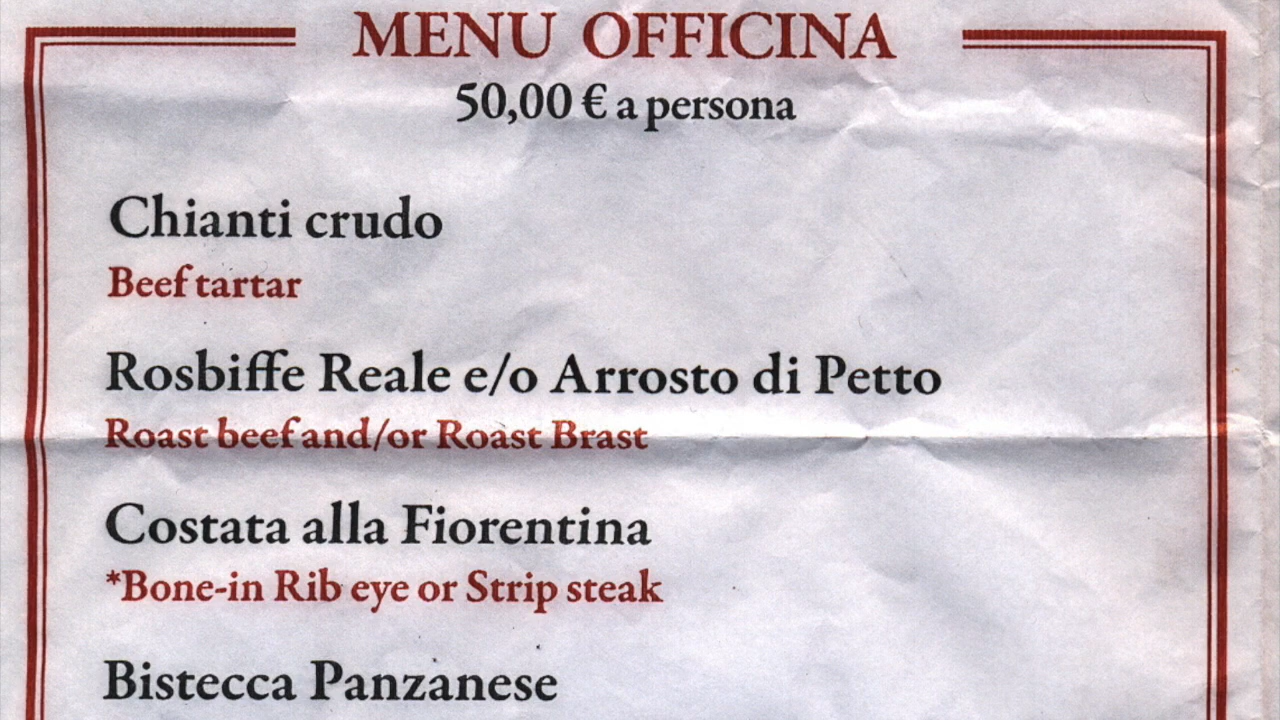 MENU OFFICINA
50,00 € a persona
Chianti crudo
Beef tartar
Rosbiffe Reale e/o Arrosto di Petto
Roast beef and/or Roast Brast
Costata alla Fiorentina
*Bone-in Rib eye or Strip steak
Bistecca Panzanese